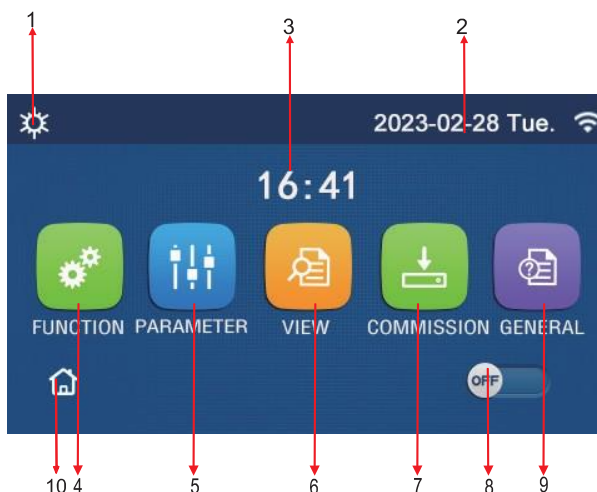 1 3 2
2023-02-28 Tue.
16:41
FUNCTION PARAMETER VIEW COMMISSION GENERAL
OFF
10 4 5 6 7 8 9